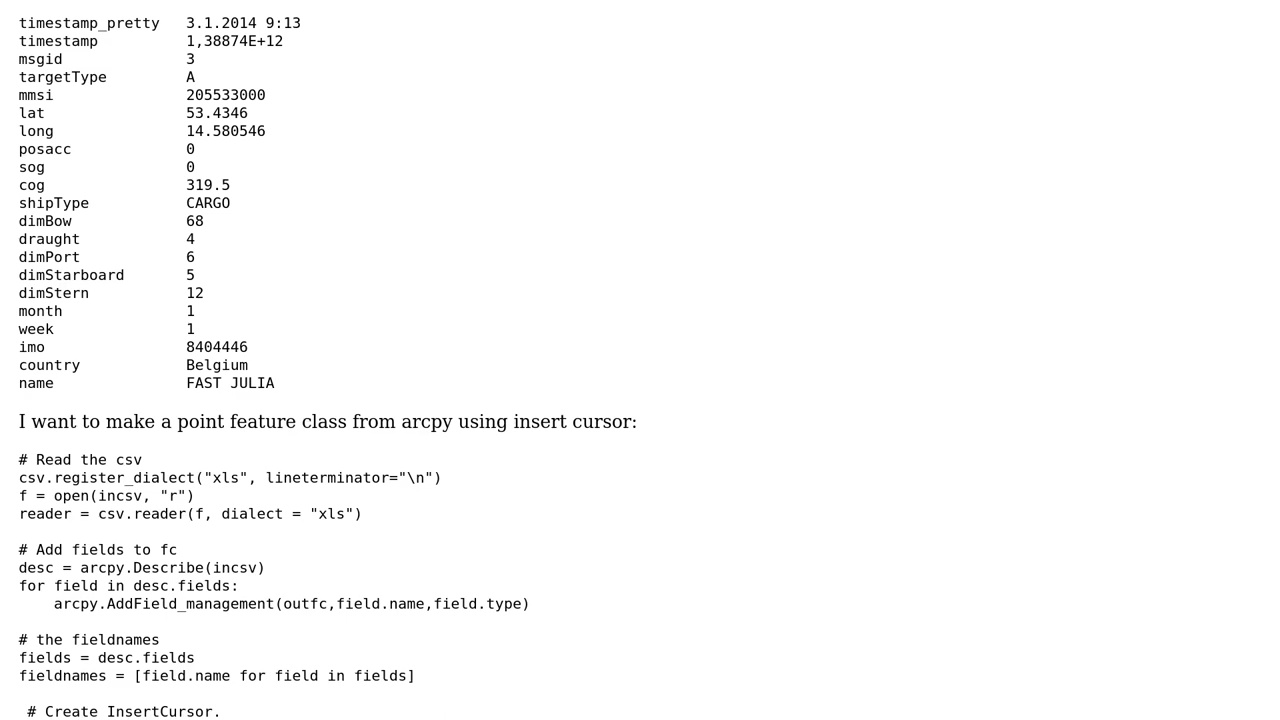 timestamp_pretty   3.1.2014 9:13
timestamp          1,38874E+12
msgid              3
targetType         A
mmsi               205533000
lat                53.4346
long               14.580546
posacc             0
sog                0
cog                319.5
shipType           CARGO
dimBow             68
draught            4
dimPort            6
dimStarboard       5
dimStern           12
month              1
week               1
imo                8404446
country            Belgium
name               FAST JULIA
I want to make a point feature class from arcpy using insert cursor:
# Read the csv
csv.register_dialect("xls", lineterminator="\n")
f = open(incsv, "r")
reader = csv.reader(f, dialect = "xls")
# Add fields to fc
desc = arcpy.Describe(incsv)
for field in desc.fields:
    arcpy.AddField_management(outfc,field.name,field.type)
# the fieldnames
fields = desc.fields
fieldnames = [field.name for field in fields]
 # Create InsertCursor.